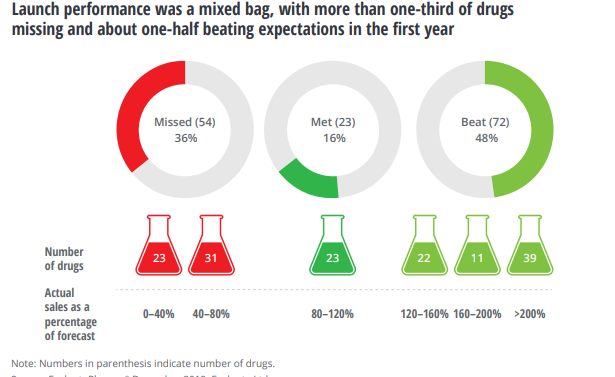 Launch performance was a mixed bag, with more than one-third of drugs
missing and about one-half beating expectations in the first year
Missed (54)
36%
Met (23)
16%
Beat (72)
48%
Number
of drugs
23
31
23
22
11
39
Actual
sales as a
percentage
of forecast
0–40%
40–80%
80–120%
120–160%
160–200%
>200%
Note: Numbers in parenthesis indicate number of drugs.